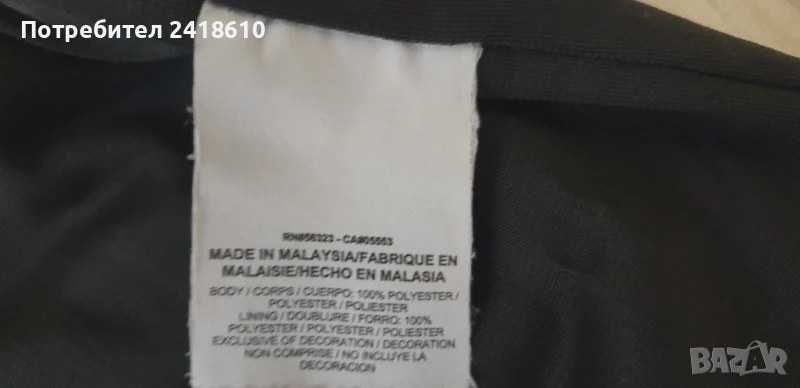 Потребител 2418610
RN#56323 - CA#05553
MADE IN MALAYSIA/FABRIQUE EN
MALAISIE/HECHO EN MALASIA
BODY / CORPS / CUERPO: 100% POLYESTER /
POLYESTER / POLIESTER
LINING / DOUBLURE / FORRO: 100%
POLYESTER / POLYESTER / POLIESTER
EXCLUSIVE OF DECORATION / DECORATION
NON COMPRISE / NO INCLUYE LA
DECORACION
BAZAR